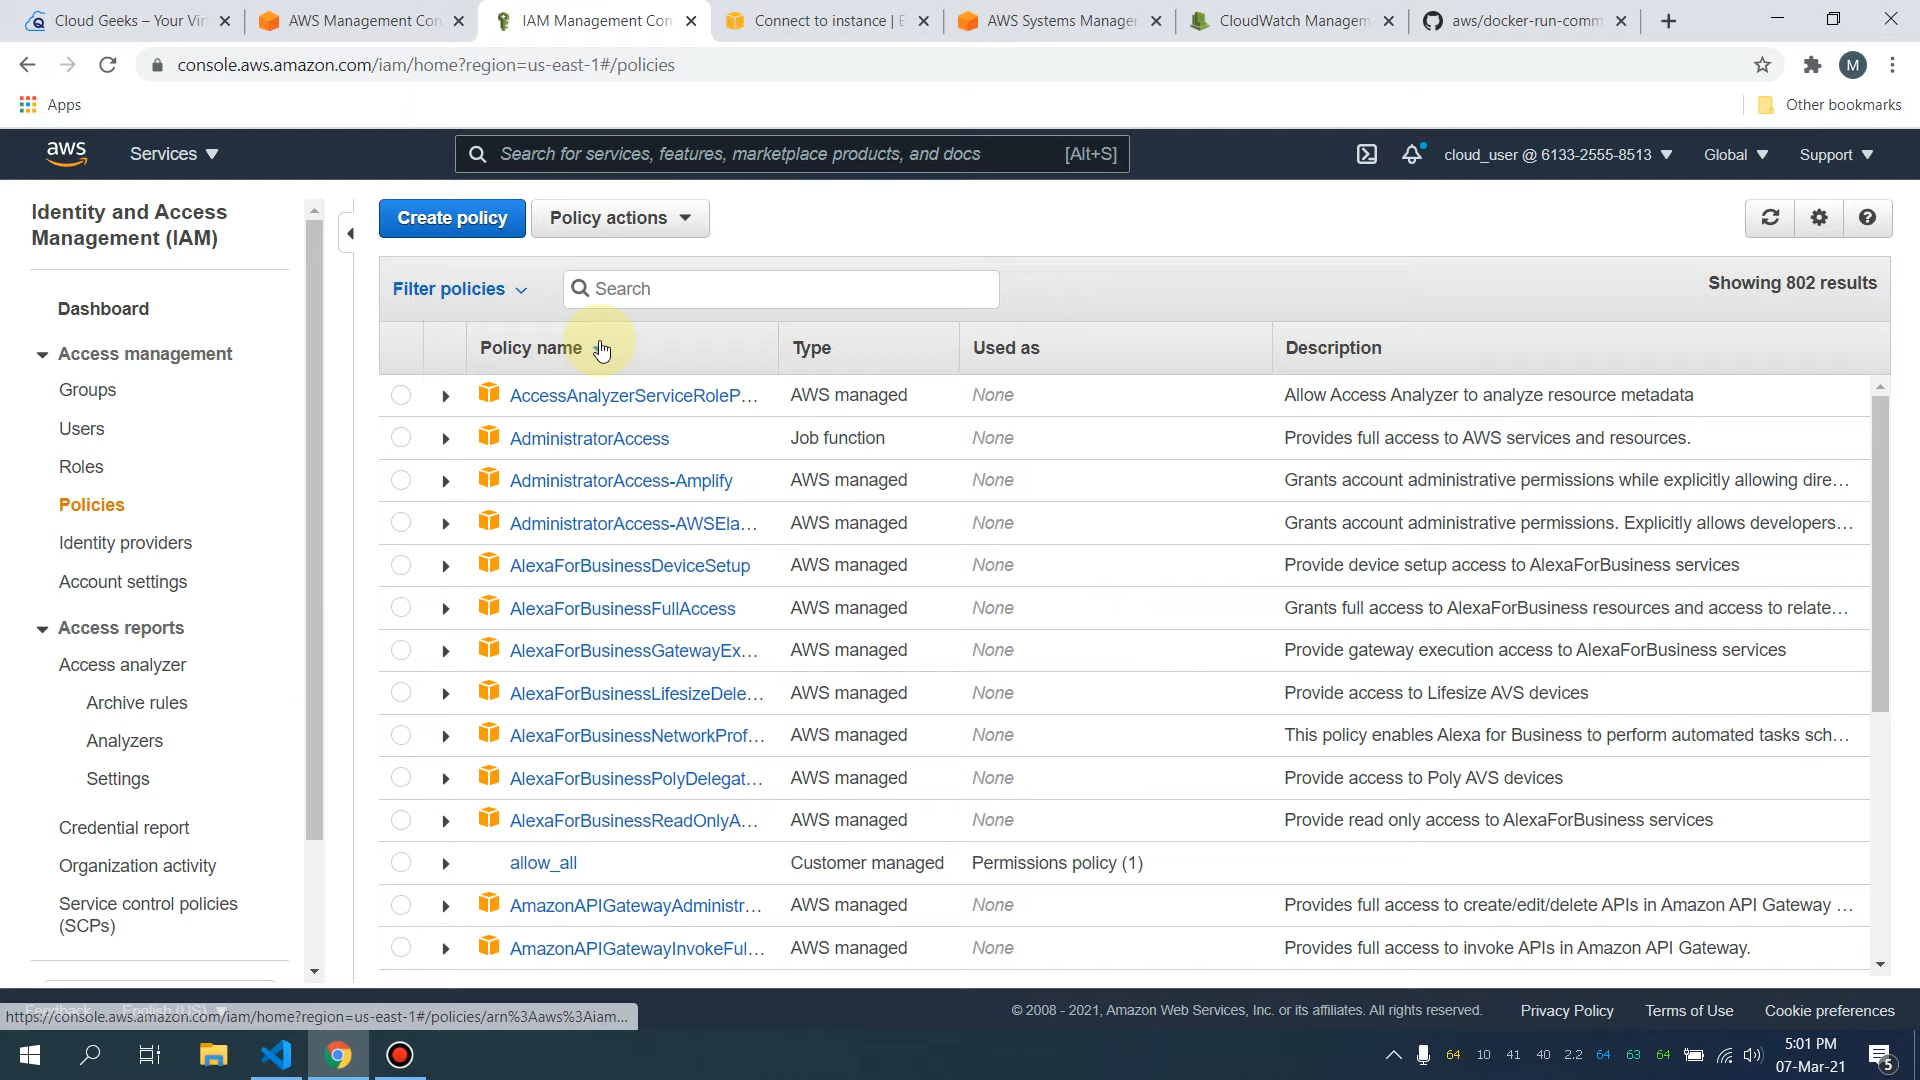 Cloud Geeks – Your Virt
AWS Management Con
IAM Management Con
Connect to instance | E
AWS Systems Manager
CloudWatch Managem
aws/docker-run-comm
console.aws.amazon.com/iam/home?region=us-east-1#/policies
M
Apps
Other bookmarks
aws
Services
Search for services, features, marketplace products, and docs
[Alt+S]
cloud_user @ 6133-2555-8513
Global
Support
Identity and Access
Management (IAM)
Dashboard
Access management
Groups
Users
Roles
Policies
Identity providers
Account settings
Access reports
Access analyzer
Archive rules
Analyzers
Settings
Credential report
Organization activity
Service control policies
(SCPs)
Create policy
Policy actions
Filter policies
Search
Showing 802 results
Policy name Type Used as Description
AccessAnalyzerServiceRoleP... AWS managed None Allow Access Analyzer to analyze resource metadata
AdministratorAccess Job function None Provides full access to AWS services and resources.
AdministratorAccess-Amplify AWS managed None Grants account administrative permissions while explicitly allowing dire...
AdministratorAccess-AWSEla... AWS managed None Grants account administrative permissions. Explicitly allows developers...
AlexaForBusinessDeviceSetup AWS managed None Provide device setup access to AlexaForBusiness services
AlexaForBusinessFullAccess AWS managed None Grants full access to AlexaForBusiness resources and access to relate...
AlexaForBusinessGatewayEx... AWS managed None Provide gateway execution access to AlexaForBusiness services
AlexaForBusinessLifesizeDele... AWS managed None Provide access to Lifesize AVS devices
AlexaForBusinessNetworkProf... AWS managed None This policy enables Alexa for Business to perform automated tasks sch...
AlexaForBusinessPolyDelegat... AWS managed None Provide access to Poly AVS devices
AlexaForBusinessReadOnlyA... AWS managed None Provide read only access to AlexaForBusiness services
allow_all Customer managed Permissions policy (1)
AmazonAPIGatewayAdministr... AWS managed None Provides full access to create/edit/delete APIs in Amazon API Gateway ...
AmazonAPIGatewayInvokeFul... AWS managed None Provides full access to invoke APIs in Amazon API Gateway.
Feedback English (US)
https://console.aws.amazon.com/iam/home?region=us-east-1#/policies/arn%3Aaws%3Aiam...
© 2008 - 2021, Amazon Web Services, Inc. or its affiliates. All rights reserved.
Privacy Policy
Terms of Use
Cookie preferences
64 10 41 40 2.2 64 63 64
5:01 PM
07-Mar-21
5